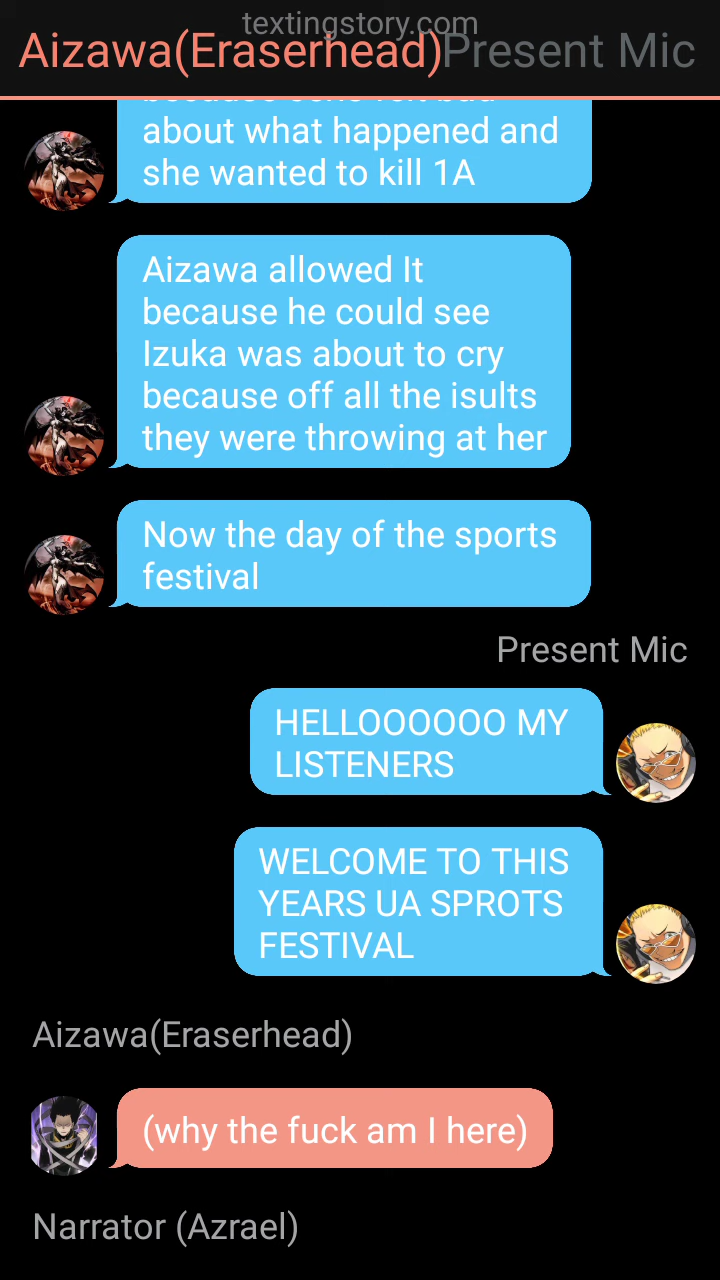 textingstory.com
Aizawa(Eraserhead) Present Mic
about what happened and
she wanted to kill 1A
Aizawa allowed It
because he could see
Izuka was about to cry
because off all the isults
they were throwing at her
Now the day of the sports
festival
Present Mic
HELLOOOOOO MY
LISTENERS
WELCOME TO THIS
YEARS UA SPROTS
FESTIVAL
Aizawa(Eraserhead)
(why the fuck am I here)
Narrator (Azrael)